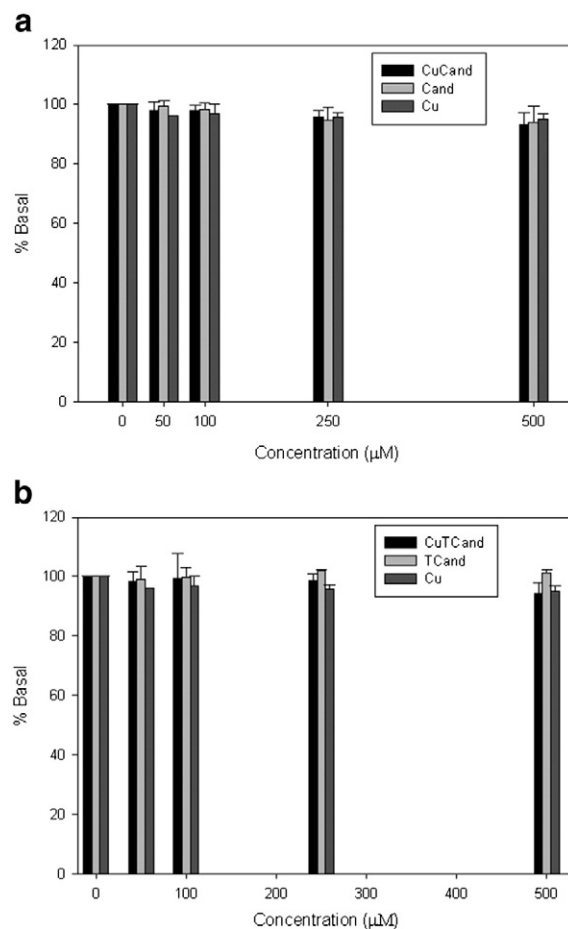 a
120
100
80
60
40
20
0
% Basal
CuCand
Cand
Cu
0 50 100 250 500
Concentration (µM)
b
120
100
80
60
40
20
0
% Basal
CuTCand
TCand
Cu
0 100 200 300 400 500
Concentration (µM)